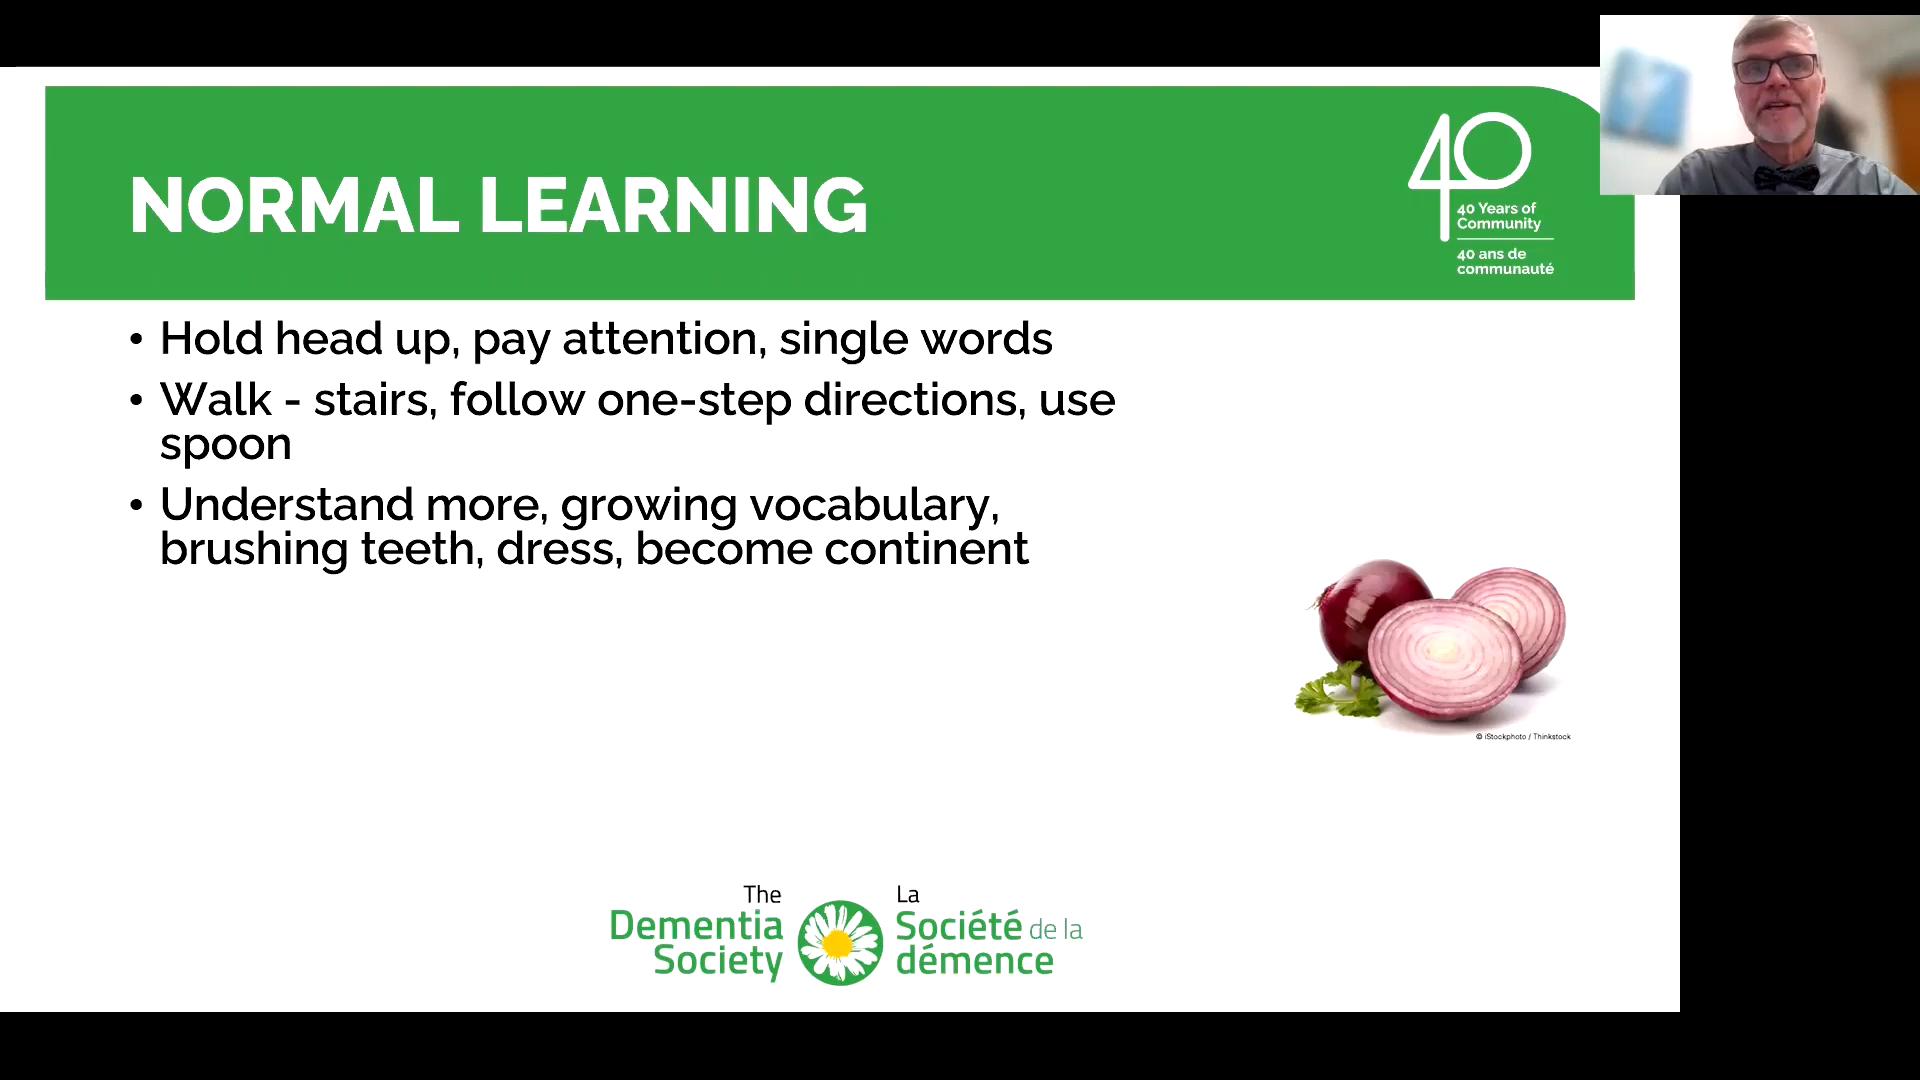 NORMAL LEARNING
40
40 Years of
Community
40 ans de
communauté
• Hold head up, pay attention, single words
• Walk - stairs, follow one-step directions, use
spoon
• Understand more, growing vocabulary,
brushing teeth, dress, become continent
© iStockphoto / Thinkstock
The
Dementia
Society
La
Société de la
démence